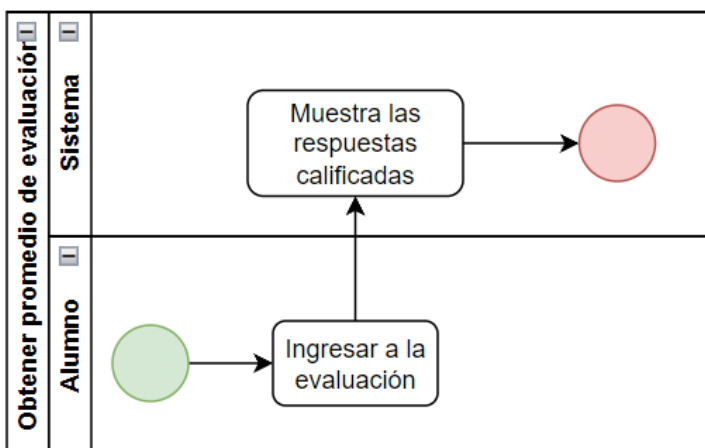 Obtener promedio de evaluación
Sistema
Muestra las
respuestas
calificadas
Alumno
Ingresar a la
evaluación